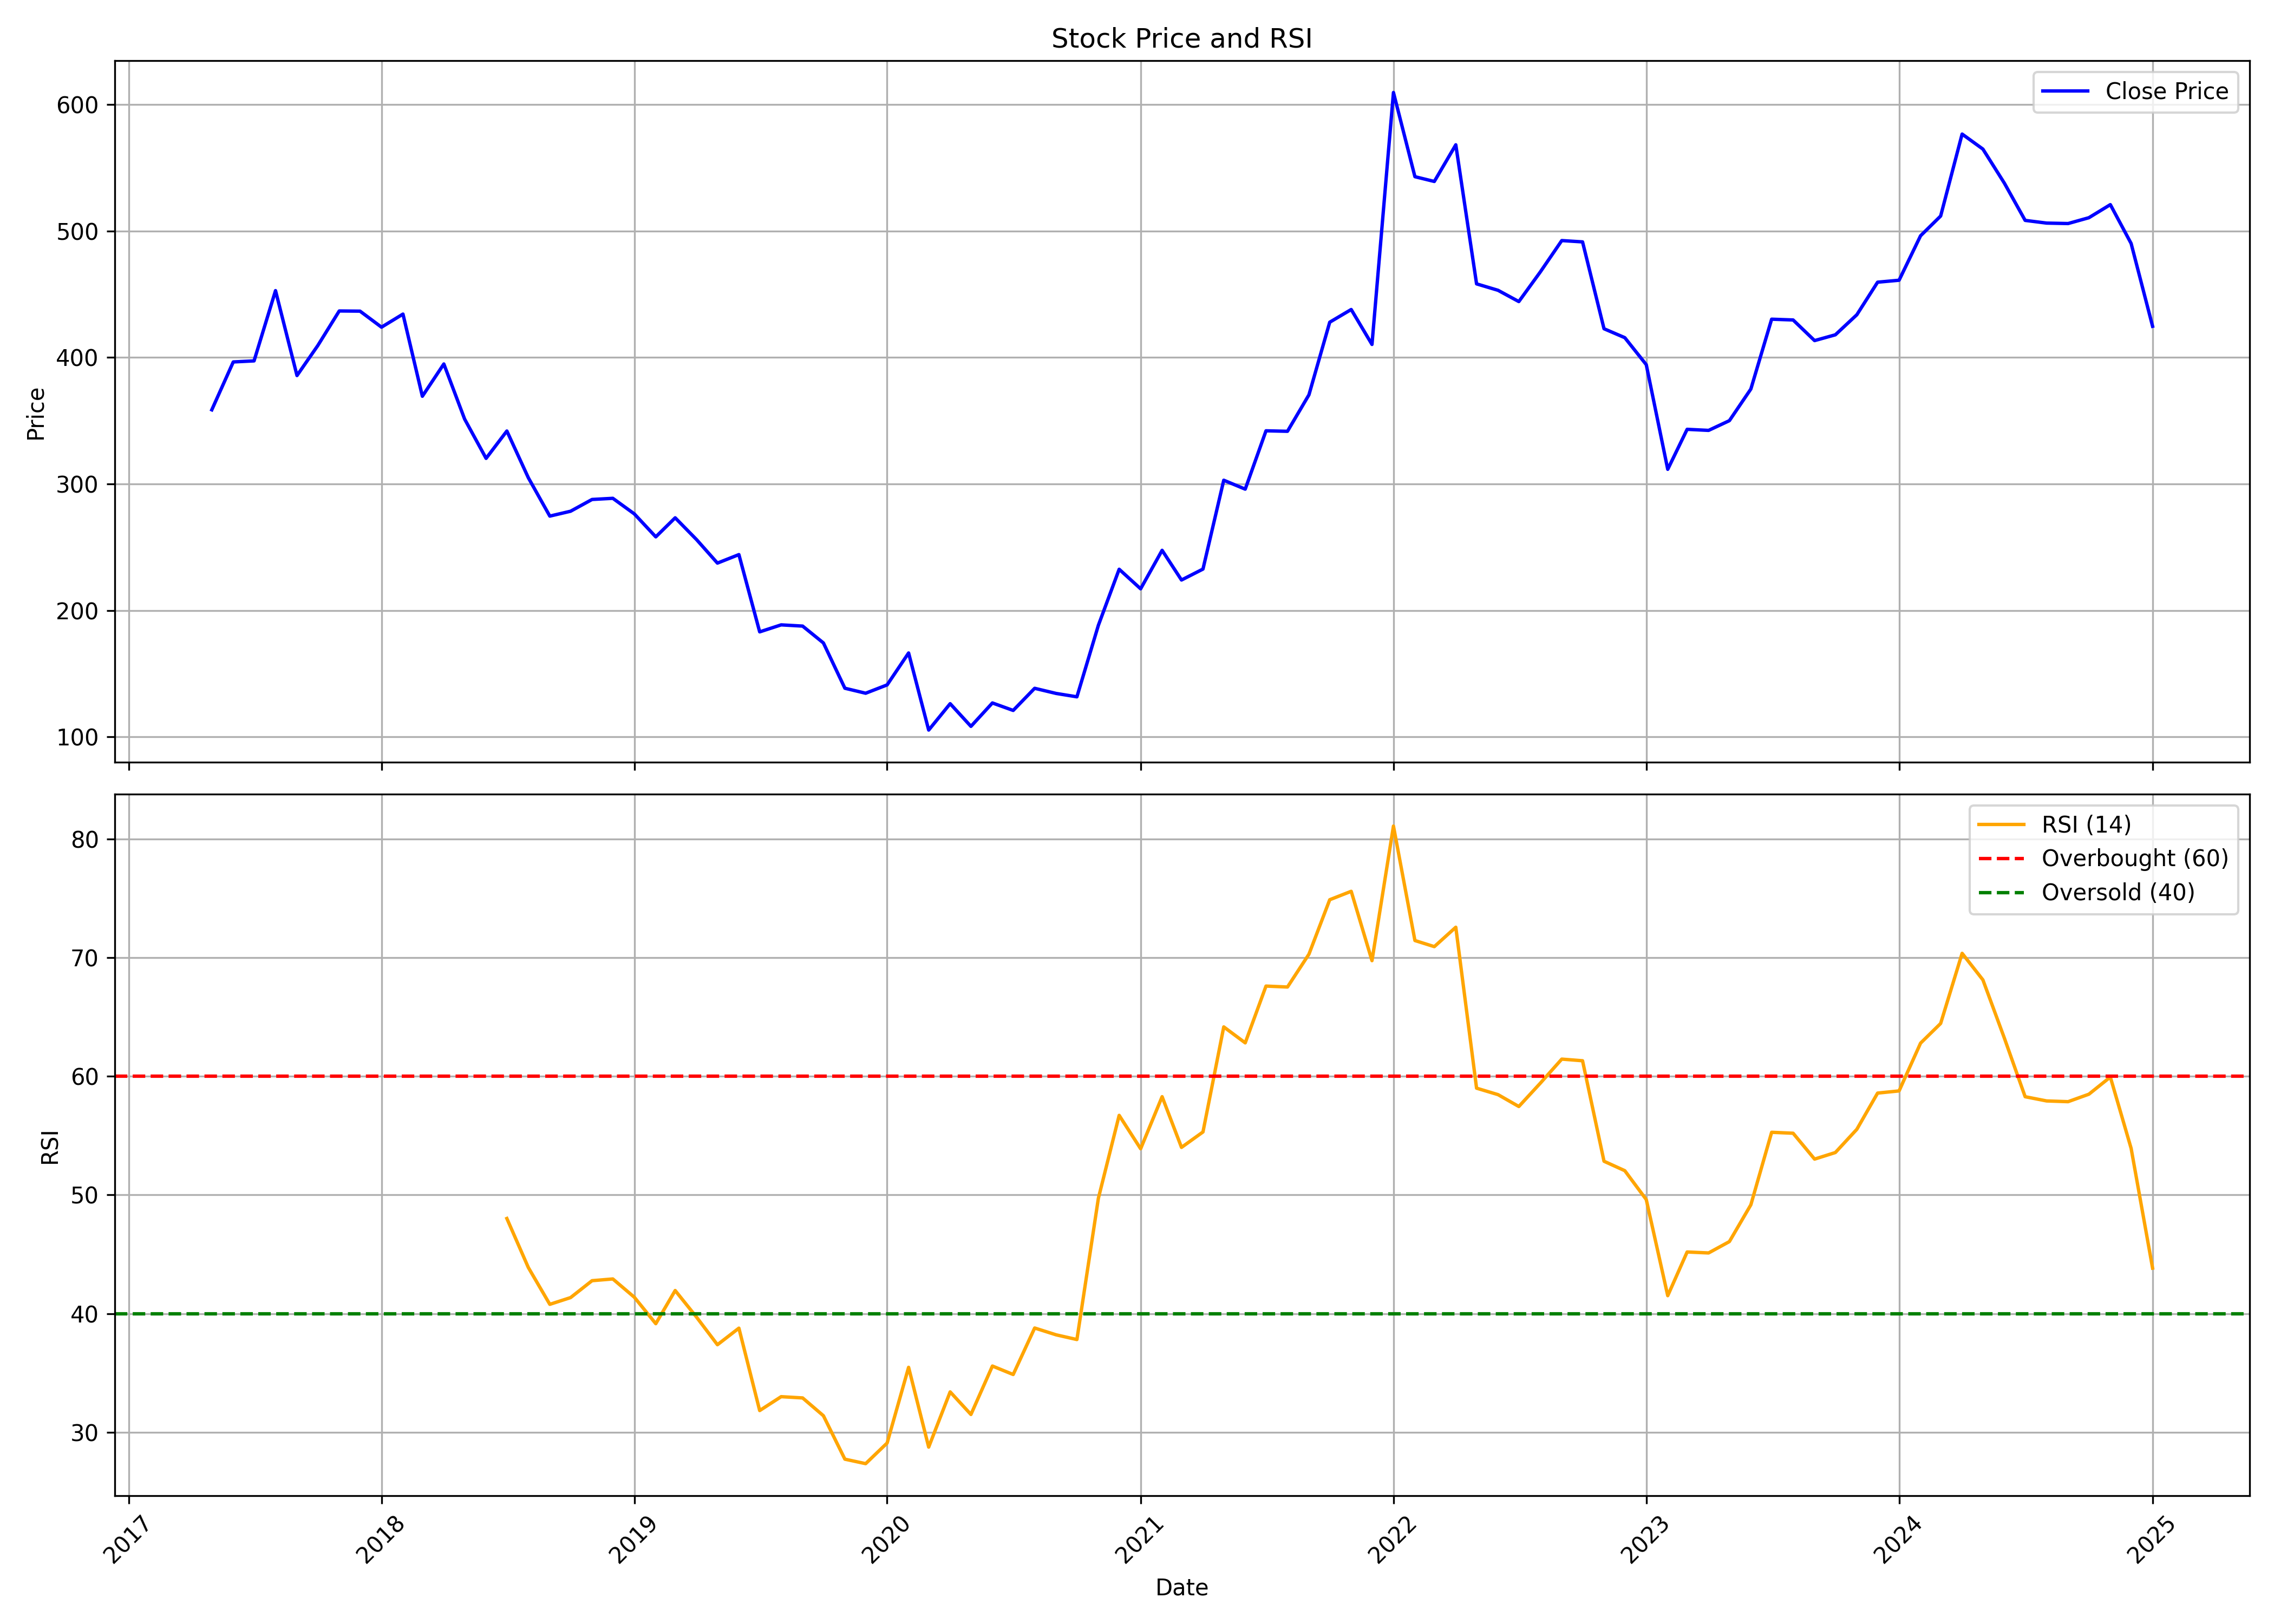 Stock Price and RSI
Close Price
600
500
400
300
200
100
Price
RSI (14)
Overbought (60)
Oversold (40)
80
70
60
50
40
30
RSI
2017
2018
2019
2020
2021
2022
2023
2024
2025
Date